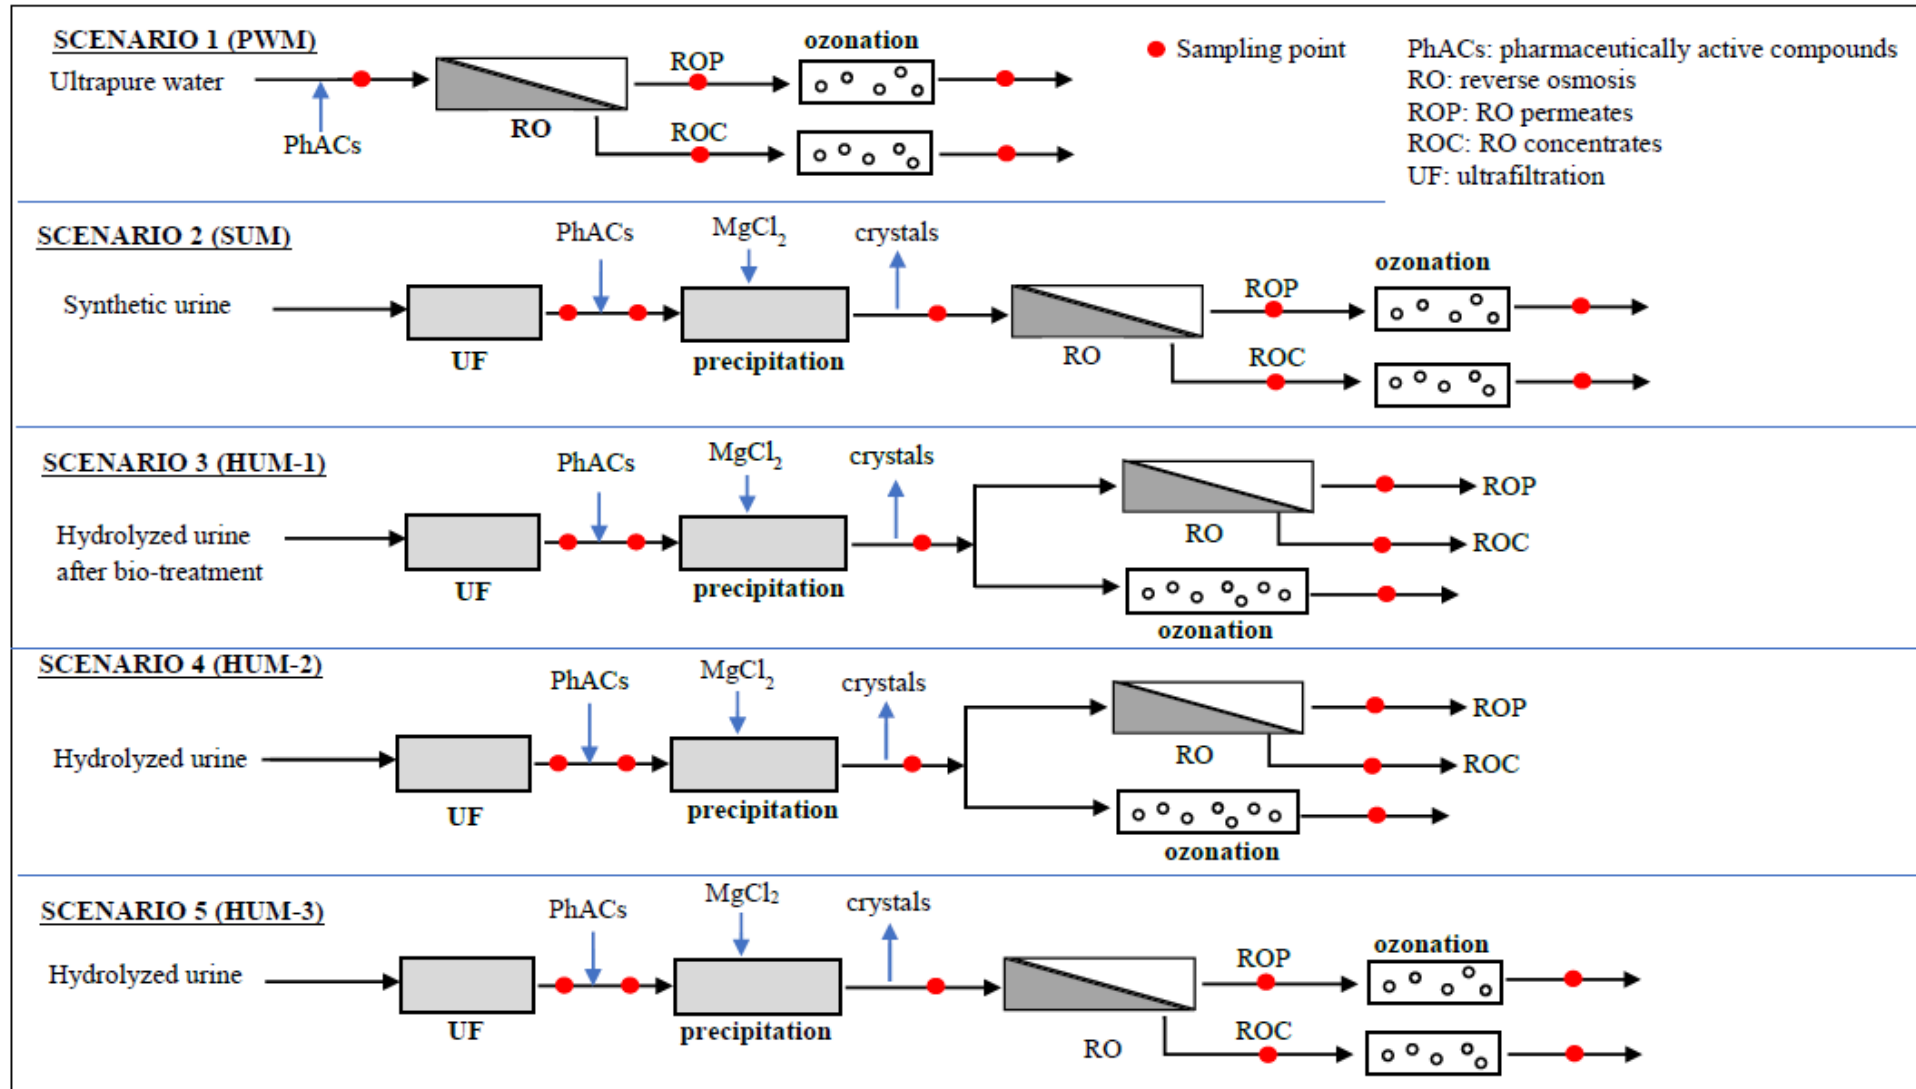 SCENARIO 1 (PWM)
Ultrapure water
PhACs
RO
ROP
ROC
ozonation
Sampling point
PhACs: pharmaceutically active compounds
RO: reverse osmosis
ROP: RO permeates
ROC: RO concentrates
UF: ultrafiltration
SCENARIO 2 (SUM)
Synthetic urine
UF
PhACs
MgCl2
precipitation
crystals
RO
ROP
ROC
ozonation
SCENARIO 3 (HUM-1)
Hydrolyzed urine
after bio-treatment
UF
PhACs
MgCl2
precipitation
crystals
RO
ROP
ROC
ozonation
SCENARIO 4 (HUM-2)
Hydrolyzed urine
UF
PhACs
MgCl2
precipitation
crystals
RO
ROP
ROC
ozonation
SCENARIO 5 (HUM-3)
Hydrolyzed urine
UF
PhACs
MgCl2
precipitation
crystals
RO
ROP
ROC
ozonation